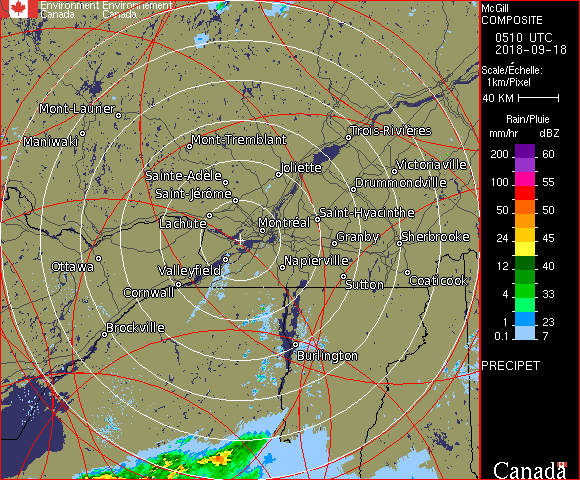 Environment Environnement
Canada Canada
McGill
COMPOSITE
0510 UTC
2018-09-18
Scale/Échelle:
1km/Pixel
40 KM
Rain/Pluie
mm/hr dBZ
200 60
100 55
50 50
24 45
12 40
4 33
1 23
0.1 7
PRECIPET
Canada
Mont-Laurier
Maniwaki
Mont-Tremblant
Trois-Rivières
Sainte-Adèle
Joliette
Victoriaville
Saint-Jérôme
Drummondville
Lachute
Montréal
Saint-Hyacinthe
Granby
Sherbrooke
Ottawa
Valleyfield
Napierville
Cornwall
Sutton
Coaticook
Brockville
Burlington